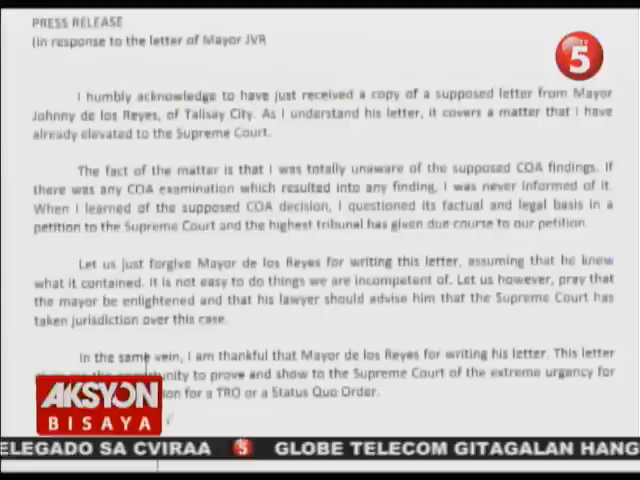 PRESS RELEASE
(in response to the letter of Mayor JVR
TV
5
I humbly acknowledge to have just received a copy of a supposed letter from Mayor
Johnny de los Reyes, of Talisay City. As I understand his letter, it covers a matter that I have
already elevated to the Supreme Court.
The fact of the matter is that I was totally unaware of the supposed COA findings. If
there was any COA examination which resulted into any finding, I was never informed of it.
When I learned of the supposed COA decision, I questioned its factual and legal basis in a
petition to the Supreme Court and the highest tribunal has given due course to our petition.
Let us just forgive Mayor de los Reyes for writing this letter, assuming that he knew
what it contained. It is not easy to do things we are incompetent of. Let us however, pray that
the mayor be enlightened and that his lawyer should advise him that the Supreme Court has
taken jurisdiction over this case.
In the same vein, I am thankful that Mayor de los Reyes for writing his letter. This letter
to prove and show to the Supreme Court of the extreme urgency for
for a TRO or a Status Quo Order.
AKSYON
BISAYA
ELEGADO SA CVIRAA 5 GLOBE TELECOM GITAGALAN HANG